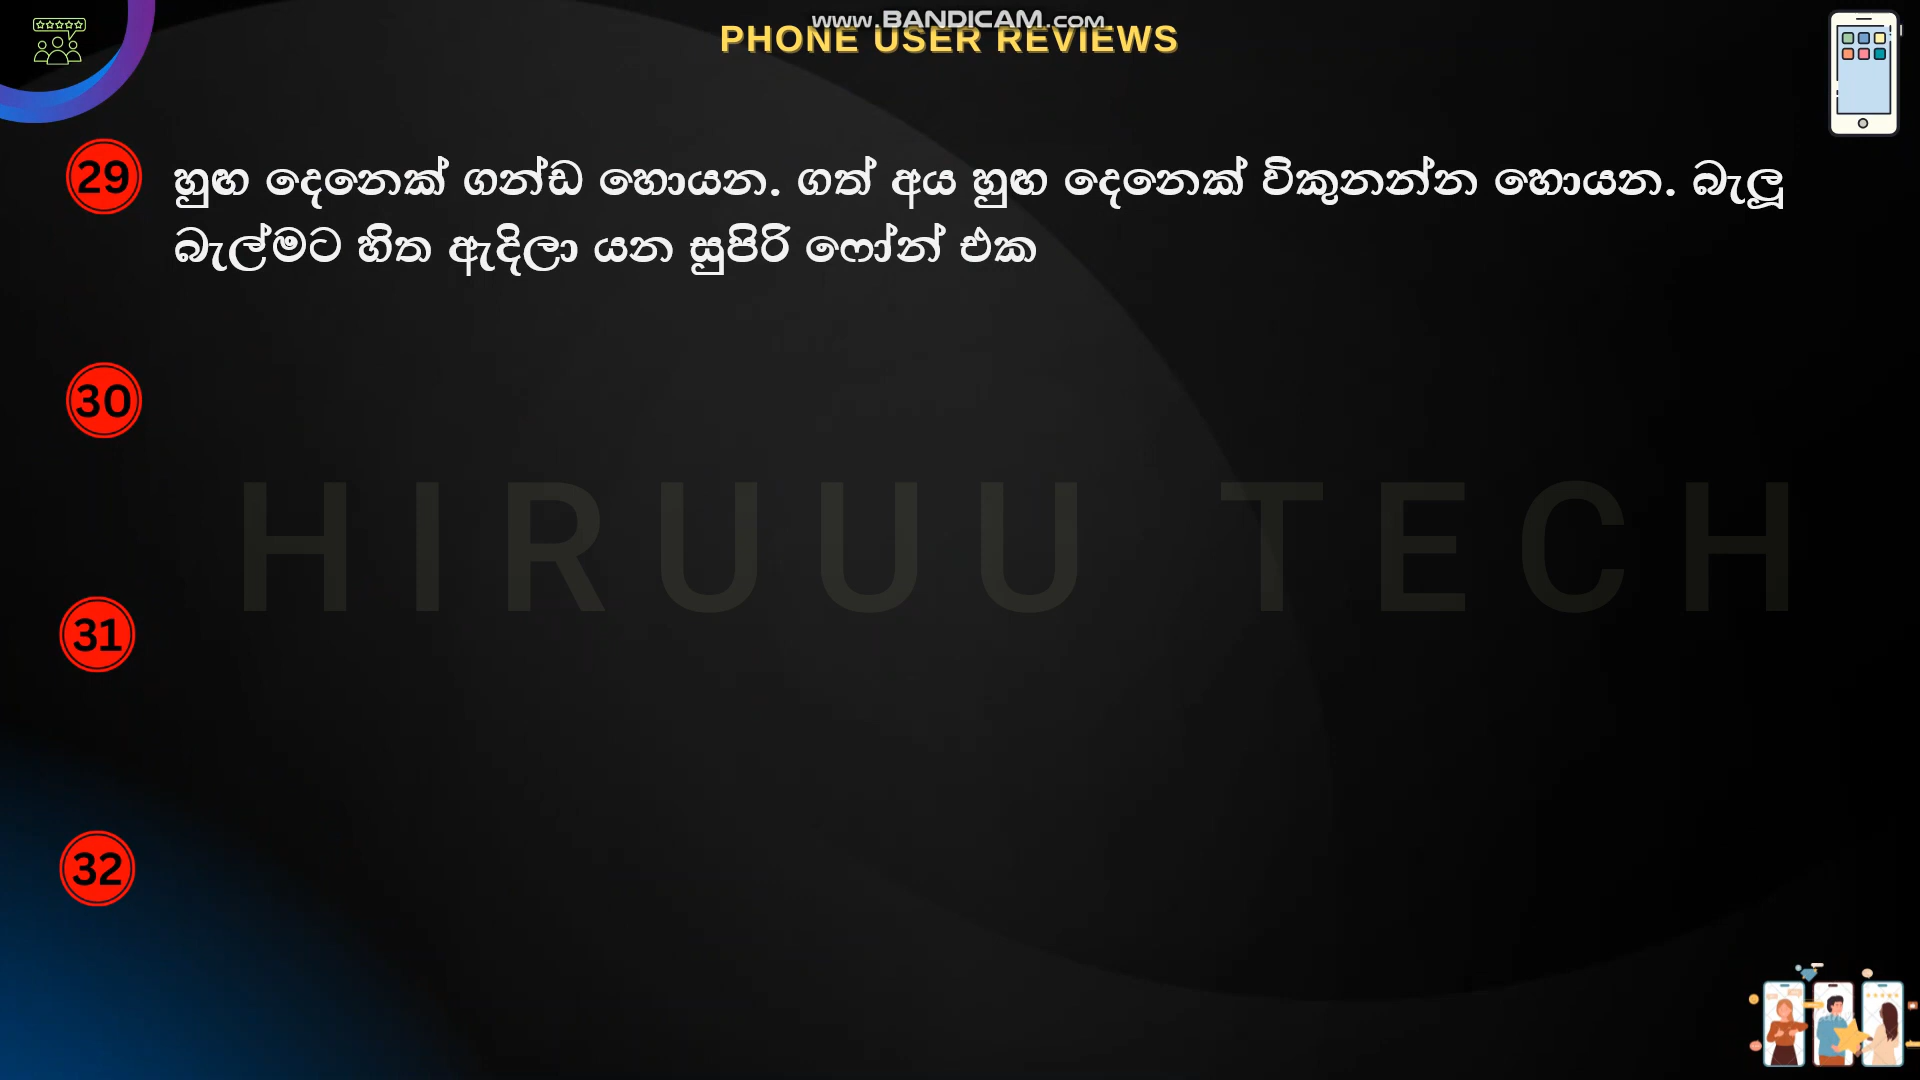 www.BANDICAM.com
PHONE USER REVIEWS
29
හුඟ දෙනෙක් ගන්ඩ හොයන. ගත් අය හුඟ දෙනෙක් විකුනන්න හොයන. බැලූ
බැල්මට හිත ඇදිලා යන සුපිරි ෆෝන් එක
30
HIRUUU TECH
31
32